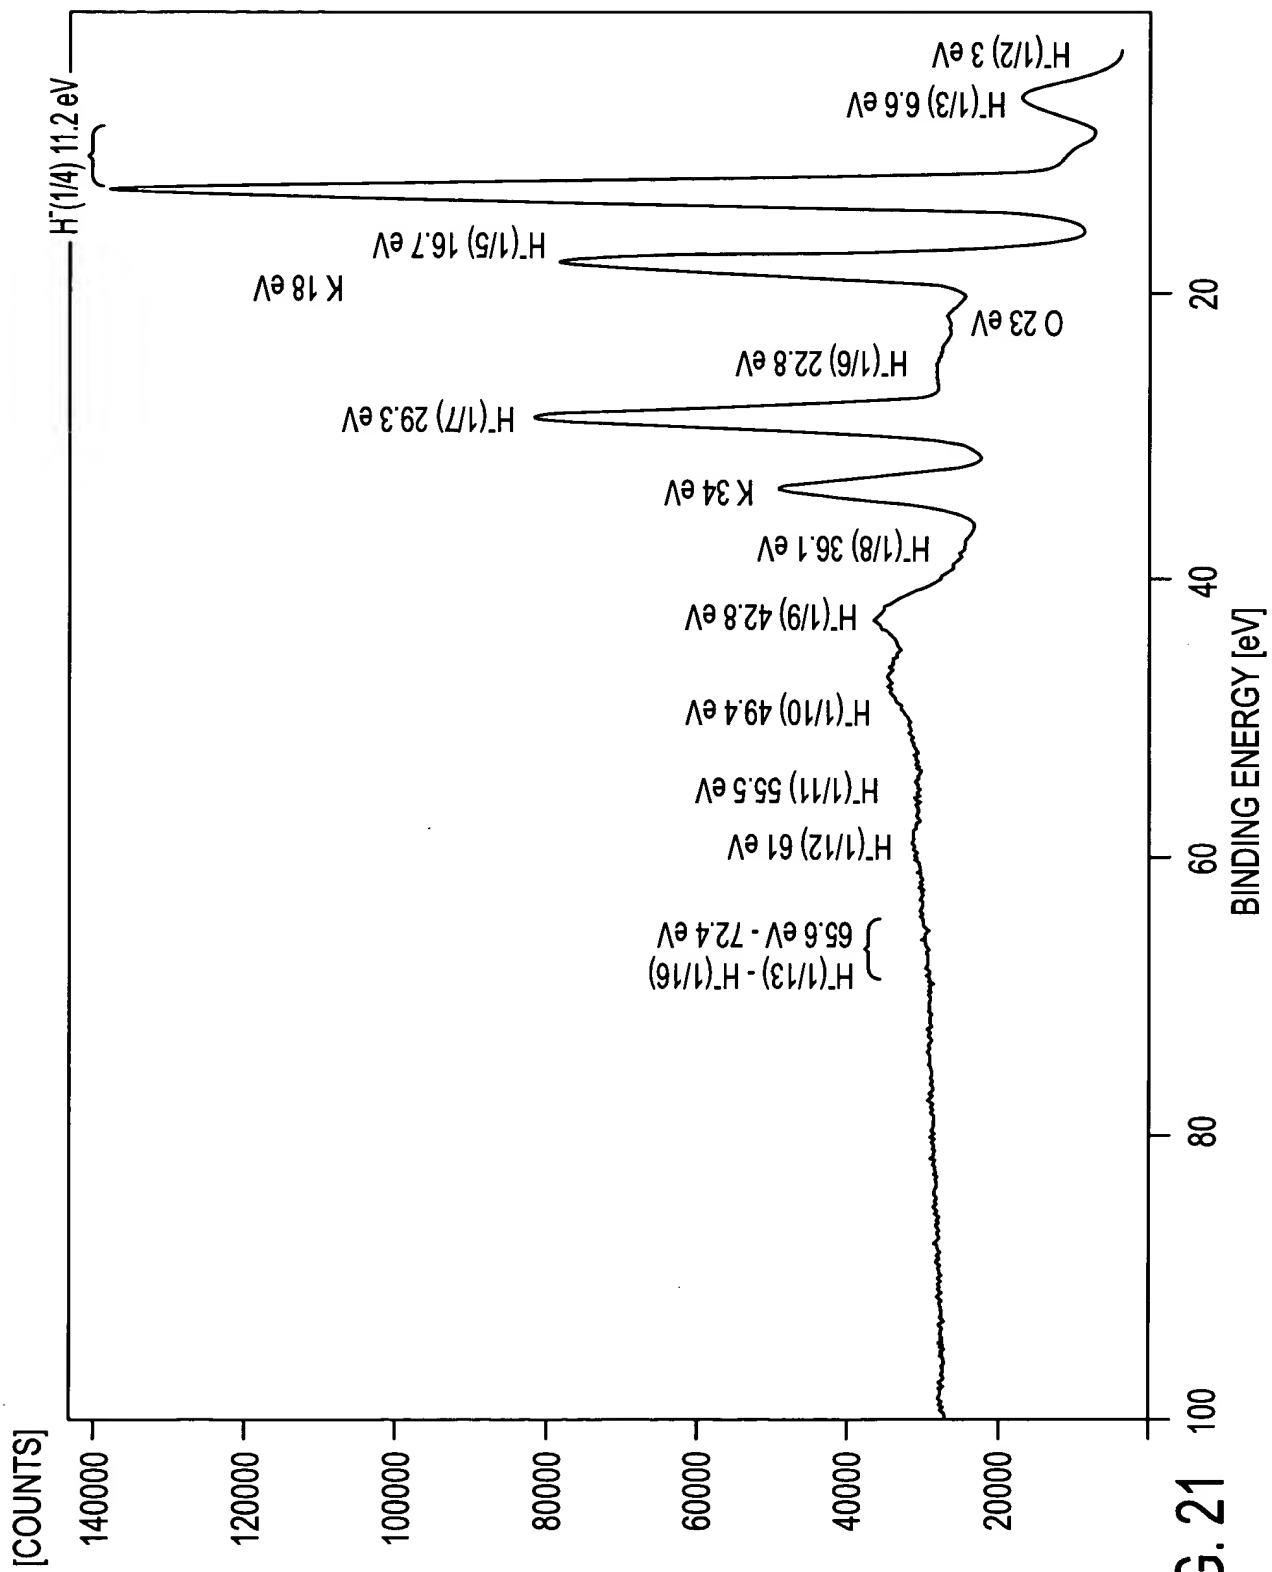 [COUNTS]
140000
120000
100000
80000
60000
40000
20000
100
80
60
40
20
BINDING ENERGY [eV]
H⁻(1/13) - H⁻(1/16)
65.6 eV - 72.4 eV
H⁻(1/12) 61 eV
H⁻(1/11) 55.5 eV
H⁻(1/10) 49.4 eV
H⁻(1/9) 42.8 eV
H⁻(1/8) 36.1 eV
K 34 eV
H⁻(1/7) 29.3 eV
H⁻(1/6) 22.8 eV
O 23 eV
K 18 eV
H⁻(1/5) 16.7 eV
H⁻(1/4) 11.2 eV
H⁻(1/3) 6.6 eV
H⁻(1/2) 3 eV
G. 21